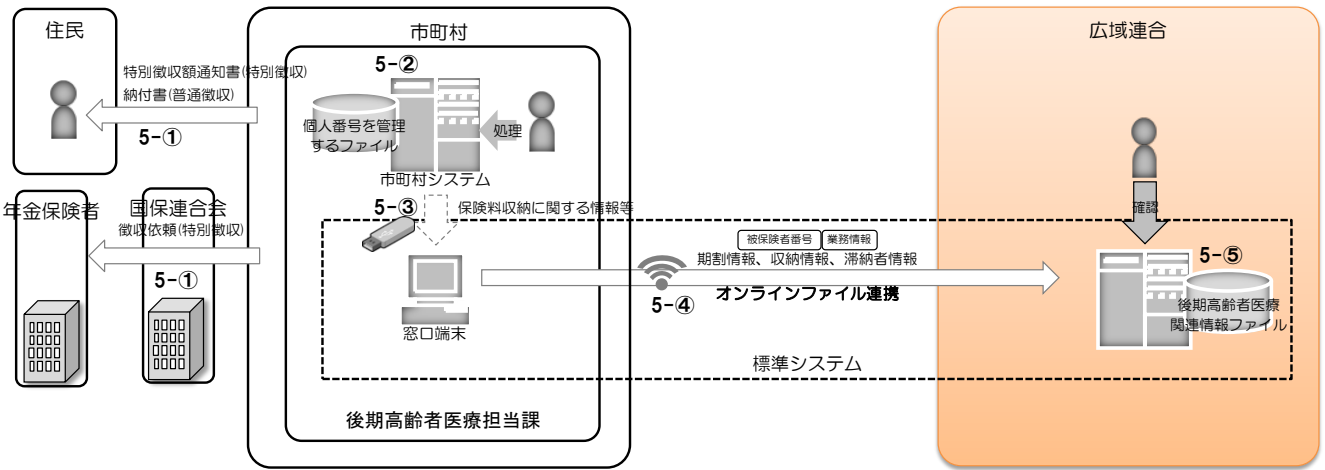 住民
市町村
広域連合
特別徴収額通知書(特別徴収)
納付書(普通徴収)
5-①
5-②
個人番号を管理
するファイル
処理
市町村システム
年金保険者
国保連合会
徴収依頼(特別徴収)
5-①
5-③
保険料収納に関する情報等
確認
被保険者番号
業務情報
期割情報、収納情報、滞納者情報
5-④
オンラインファイル連携
5-⑤
後期高齢者医療
関連情報ファイル
窓口端末
標準システム
後期高齢者医療担当課